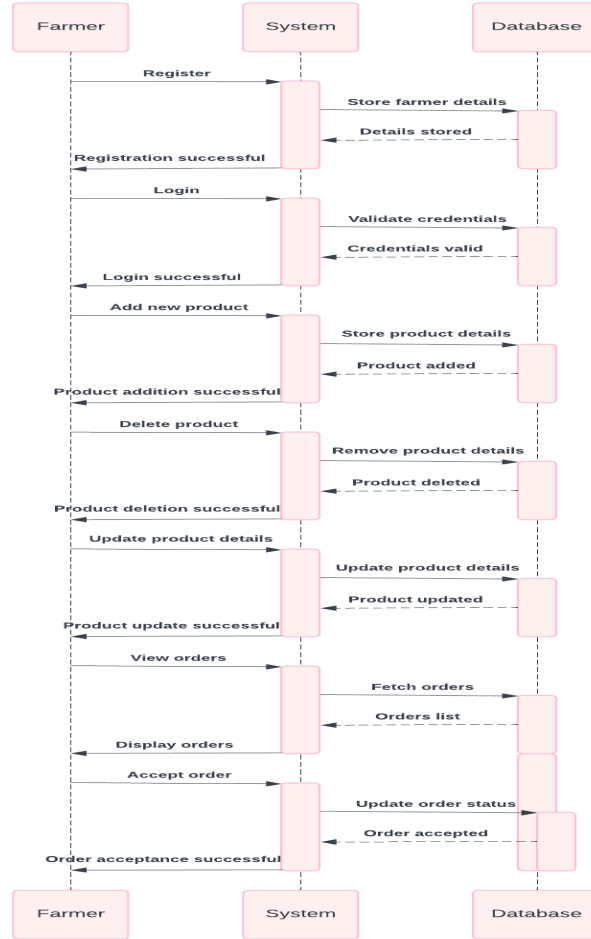 Farmer
System
Database
Register
Store farmer details
Details stored
Registration successful
Login
Validate credentials
Credentials valid
Login successful
Add new product
Store product details
Product added
Product addition successful
Delete product
Remove product details
Product deleted
Product deletion successful
Update product details
Update product details
Product updated
Product update successful
View orders
Fetch orders
Orders list
Display orders
Accept order
Update order status
Order accepted
Order acceptance successful
Farmer
System
Database